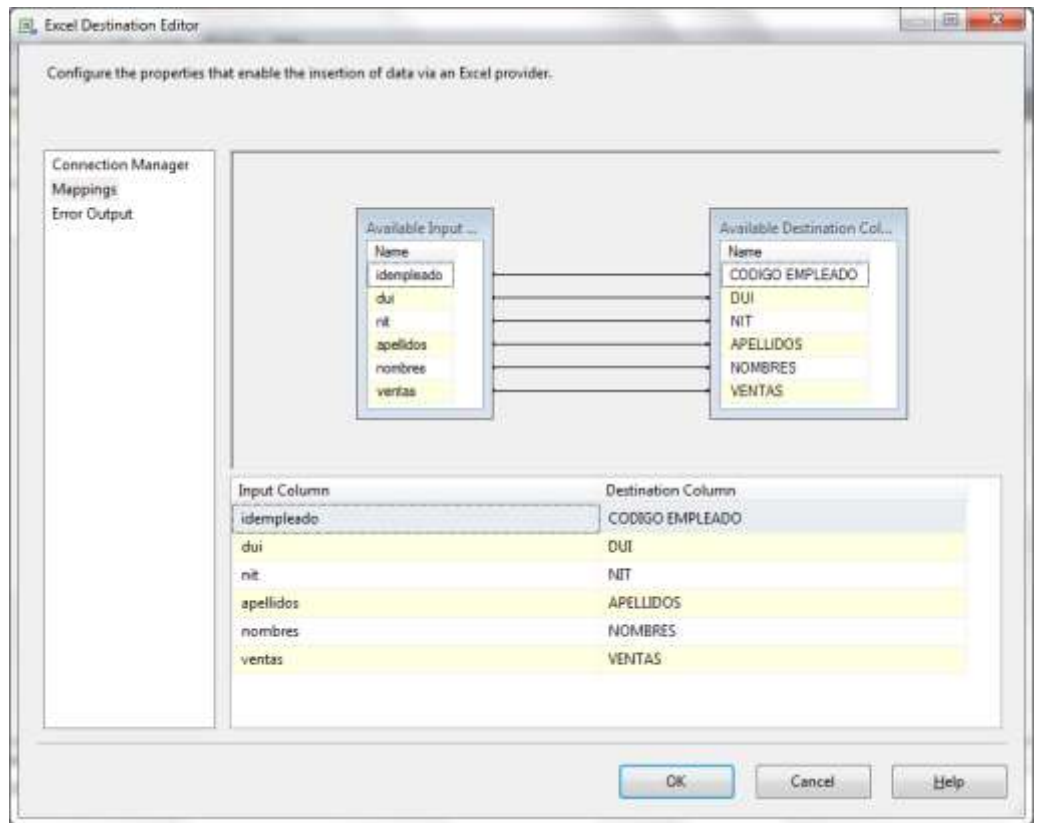 Excel Destination Editor
Configure the properties that enable the insertion of data via an Excel provider.
Connection Manager
Mappings
Error Output
Available Input ...
Name
idempleado
dui
nit
apellidos
nombres
ventas
Available Destination Col...
Name
CODIGO EMPLEADO
DUI
NIT
APELLIDOS
NOMBRES
VENTAS
Input Column Destination Column
idempleado CODIGO EMPLEADO
dui DUI
nit NIT
apellidos APELLIDOS
nombres NOMBRES
ventas VENTAS
OK Cancel Help